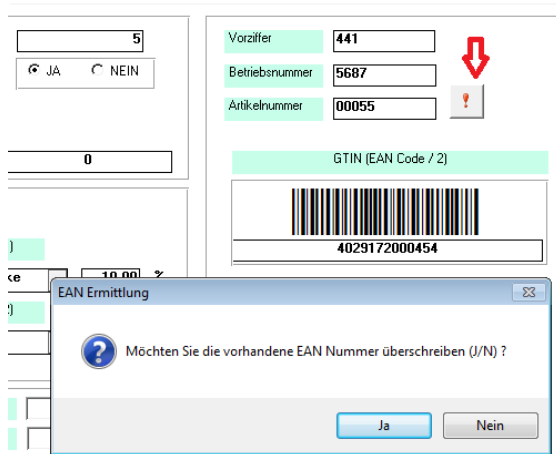 5
JA NEIN
0
Vorziffer 441
Betriebsnummer 5687
Artikelnummer 00055
!
GTIN (EAN Code / 2)
4029172000454
)
ke 10.00 %
EAN Ermittlung
Möchten Sie die vorhandene EAN Nummer überschreiben (J/N) ?
Ja Nein